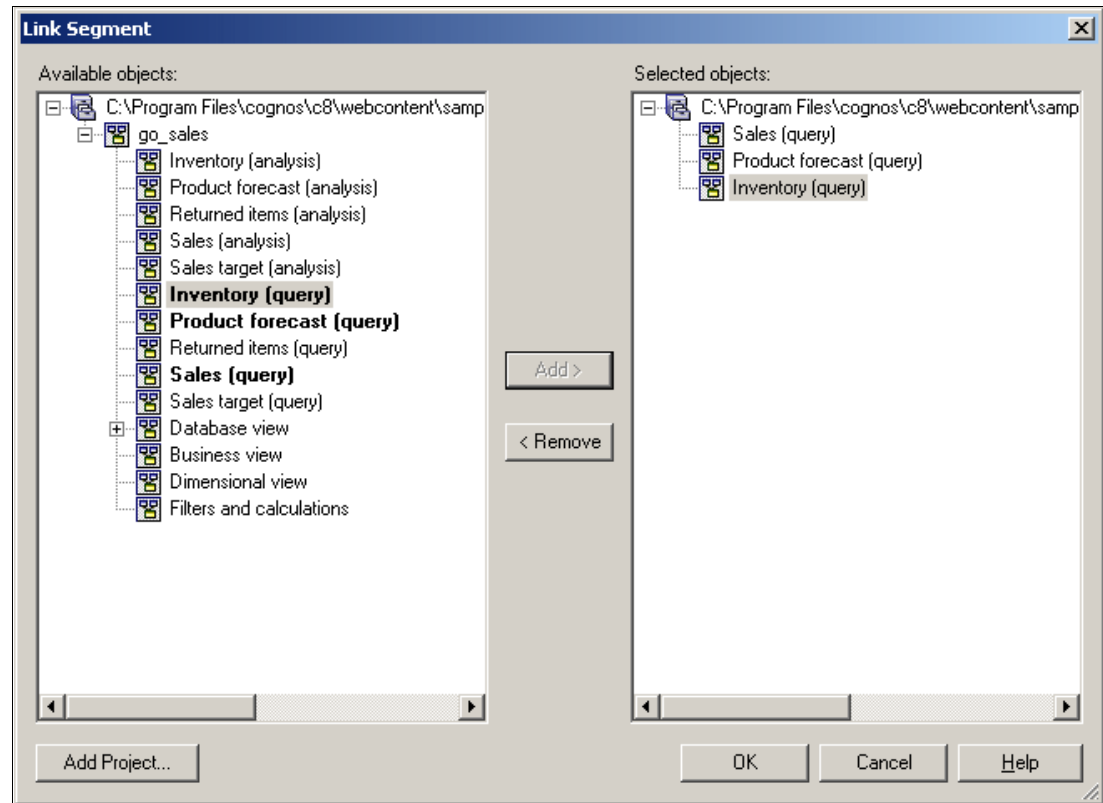 Link Segment
Available objects:
C:\Program Files\cognos\c8\webcontent\samp
go_sales
Inventory (analysis)
Product forecast (analysis)
Returned items (analysis)
Sales (analysis)
Sales target (analysis)
Inventory (query)
Product forecast (query)
Returned items (query)
Sales (query)
Sales target (query)
Database view
Business view
Dimensional view
Filters and calculations
Add >
< Remove
Selected objects:
C:\Program Files\cognos\c8\webcontent\samp
Sales (query)
Product forecast (query)
Inventory (query)
Add Project...
OK
Cancel
Help